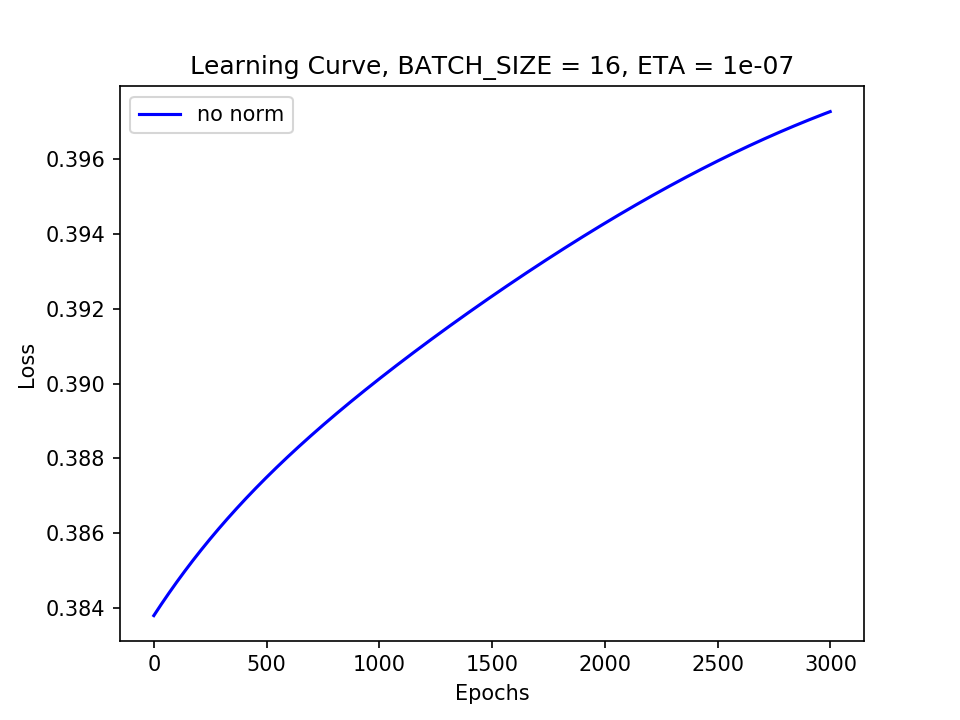 Learning Curve, BATCH_SIZE = 16, ETA = 1e-07
no norm
0.396
0.394
0.392
0.390
0.388
0.386
0.384
Loss
0 500 1000 1500 2000 2500 3000
Epochs